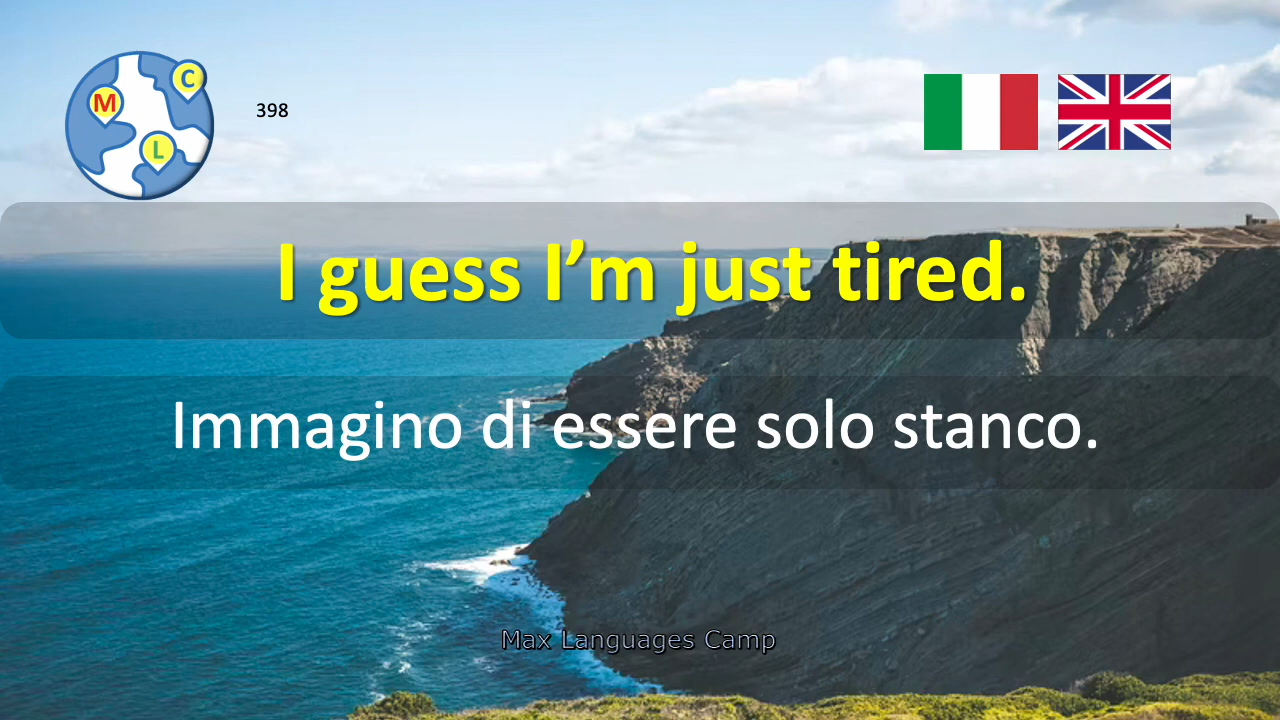 C
M
L
398
I guess I’m just tired.
Immagino di essere solo stanco.
Max Languages Camp